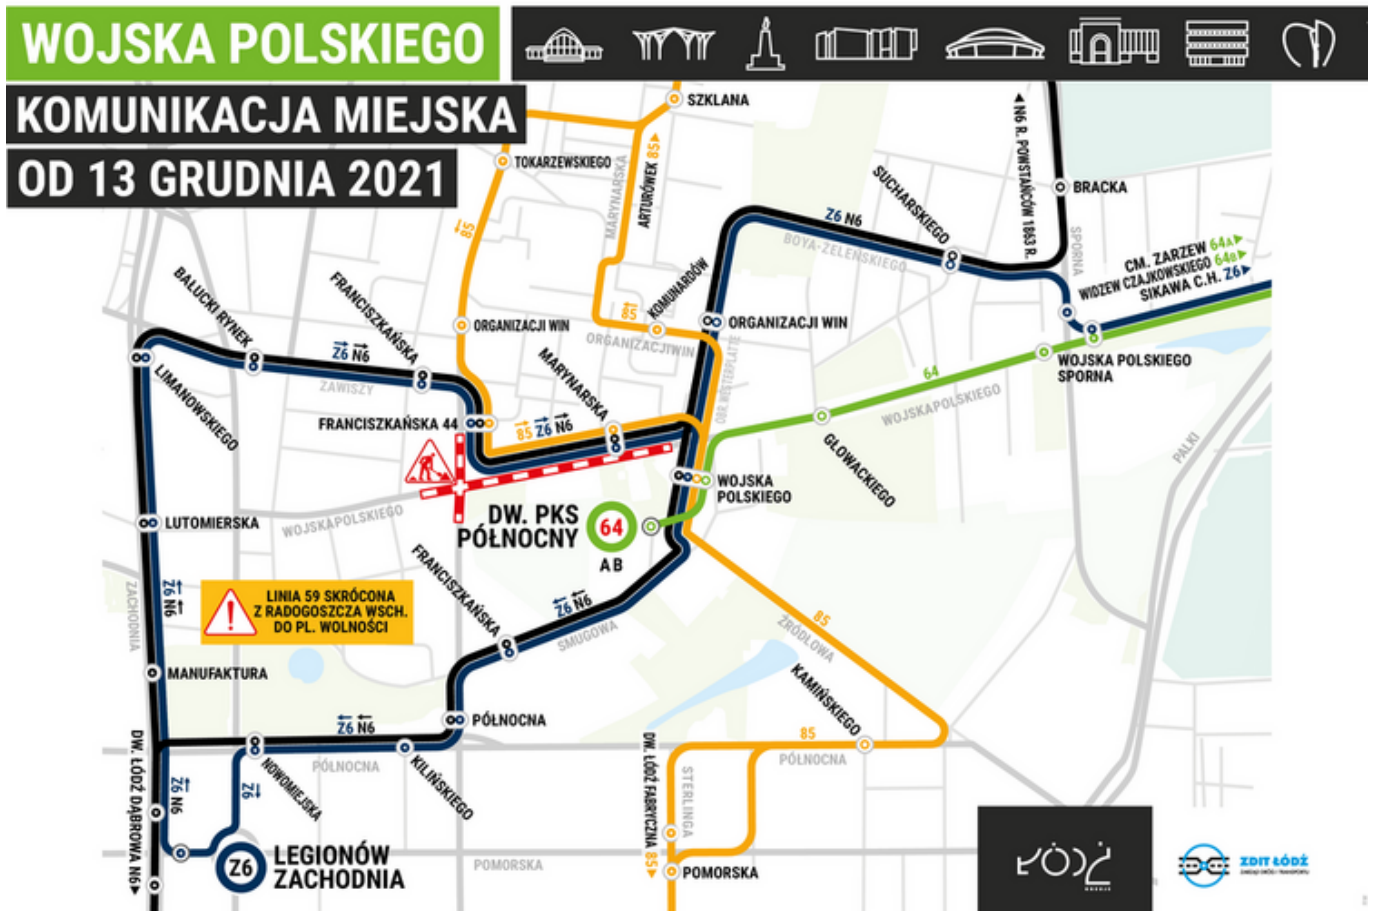 WOJSKA POLSKIEGO
KOMUNIKACJA MIEJSKA
OD 13 GRUDNIA 2021
SZKLANA
TOKARZEWSKIEGO
MARYNARSKA
ARTURÓWEK 85
85
N6 R. POWSTAŃCÓW 1863 R.
BRACKA
SUCHARSKIEGO
Z6 N6
BOYA-ŻELEŃSKIEGO
SPORNA
CM. ZARZEW 64A
WIDZEW CZAJKOWSKIEGO 64B
SIKAWA C.H. Z6
BAŁUCKI RYNEK
FRANCISZKAŃSKA
KOMUNARDÓW
ORGANIZACJI WIN
85
ORGANIZACJI WIN
ORGANIZACJI WIN
Z6 N6
ZAWISZY
MARYNARSKA
OBR. WESTERPLATTE
WOJSKA POLSKIEGO
SPORNA
64
WOJSKA POLSKIEGO
LIMANOWSKIEGO
FRANCISZKAŃSKA 44
85 Z6 N6
GŁOWACKIEGO
PALKI
WOJSKA
POLSKIEGO
LUTOMIERSKA
WOJSKA POLSKIEGO
DW. PKS
PÓŁNOCNY
64
A B
FRANCISZKAŃSKA
ZACHODNIA
Z6 N6
LINIA 59 SKRÓCONA
Z RADOGOSZCZA WSCH.
DO PL. WOLNOŚCI
Z6 N6
SMUGOWA
85
ŹRÓDŁOWA
MANUFAKTURA
KAMIŃSKIEGO
Z6 N6
PÓŁNOCNA
85
PÓŁNOCNA
PÓŁNOCNA
KILIŃSKIEGO
NOWOMIEJSKA
DW. ŁÓDŹ DĄBROWA N6
Z6 N6
Z6
DW. ŁÓDŹ FABRYCZNA 85
STERLINGA
Z6
LEGIONÓW
ZACHODNIA
POMORSKA
POMORSKA
ŁÓDŹ
KREUJE
ZDIT ŁÓDŹ
ZARZĄD DRÓG I TRANSPORTU